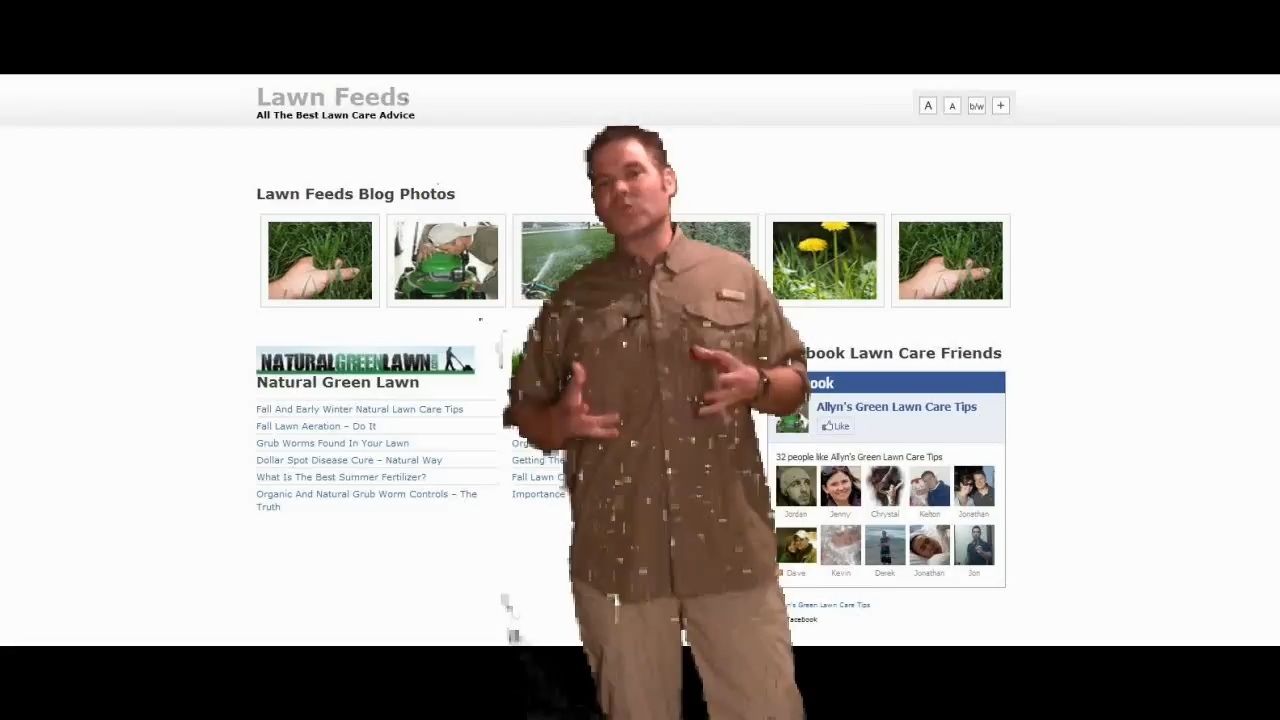 Lawn Feeds
All The Best Lawn Care Advice
A A b/w +
Lawn Feeds Blog Photos
NATURALGREENLAWN
Natural Green Lawn
Fall And Early Winter Natural Lawn Care Tips
Fall Lawn Aeration – Do It
Grub Worms Found In Your Lawn
Dollar Spot Disease Cure – Natural Way
What Is The Best Summer Fertilizer?
Organic And Natural Grub Worm Controls – The
Truth
Getting The
Fall Lawn
Importance
book Lawn Care Friends
ook
Allyn's Green Lawn Care Tips
Like
32 people like Allyn's Green Lawn Care Tips
Jordan Jenny Chrystal Kelton Jonathan
Dave Kevin Derek Jonathan Jon
n's Green Lawn Care Tips
facebook